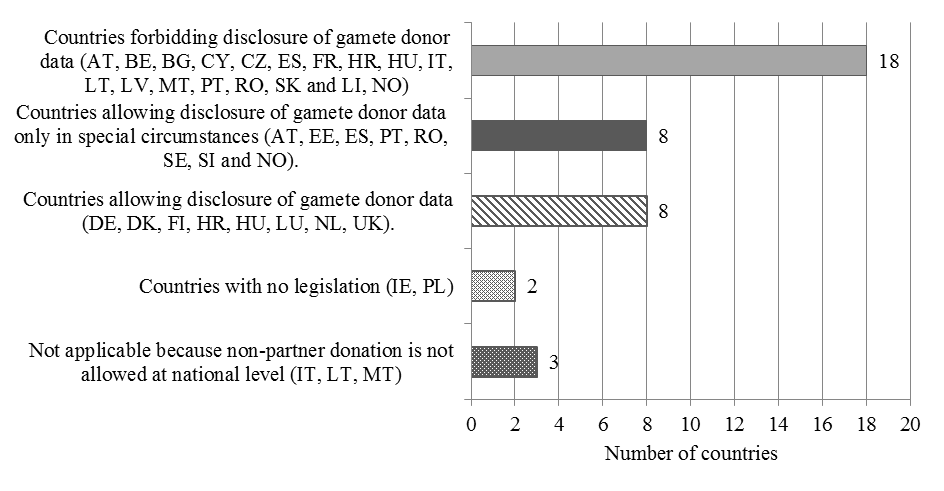 Countries forbidding disclosure of gamete donor
data (AT, BE, BG, CY, CZ, ES, FR, HR, HU, IT,
LT, LV, MT, PT, RO, SK and LI, NO)
18
Countries allowing disclosure of gamete donor data
only in special circumstances (AT, EE, ES, PT, RO,
SE, SI and NO).
8
Countries allowing disclosure of gamete donor data
(DE, DK, FI, HR, HU, LU, NL, UK).
8
Countries with no legislation (IE, PL)
2
Not applicable because non-partner donation is not
allowed at national level (IT, LT, MT)
3
0 2 4 6 8 10 12 14 16 18 20
Number of countries